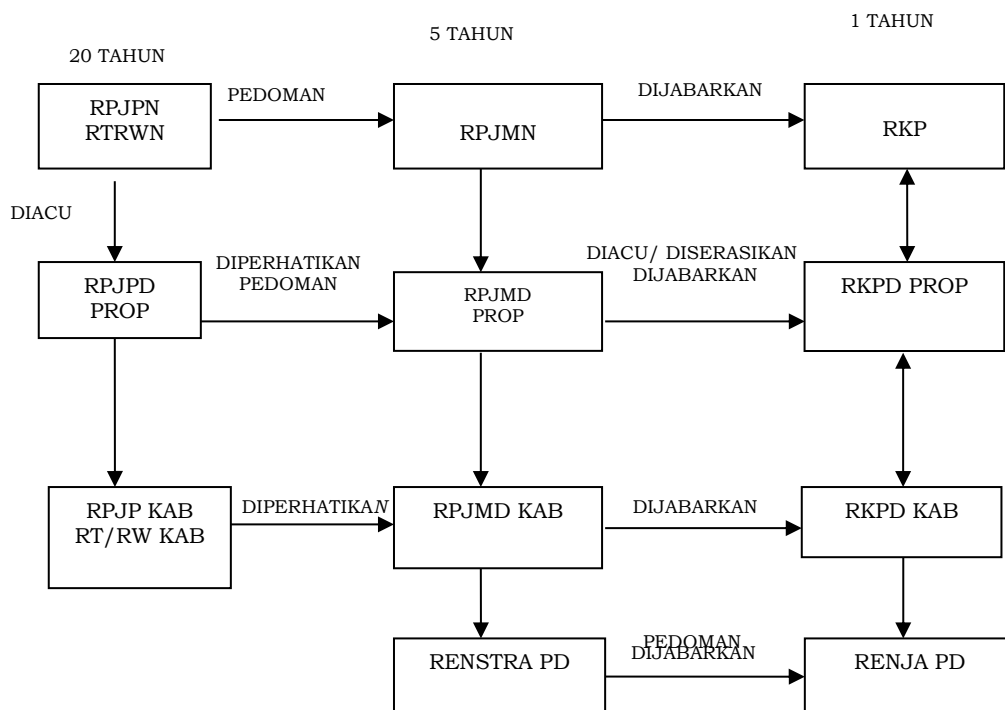 20 TAHUN
5 TAHUN
1 TAHUN
RPJPN
RTRWN
PEDOMAN
RPJMN
DIJABARKAN
RKP
DIACU
RPJPD
PROP
DIPERHATIKAN
PEDOMAN
RPJMD
PROP
DIACU/ DISERASIKAN
DIJABARKAN
RKPD PROP
RPJP KAB
RT/RW KAB
DIPERHATIKAN
RPJMD KAB
DIJABARKAN
RKPD KAB
RENSTRA PD
PEDOMAN
DIJABARKAN
RENJA PD